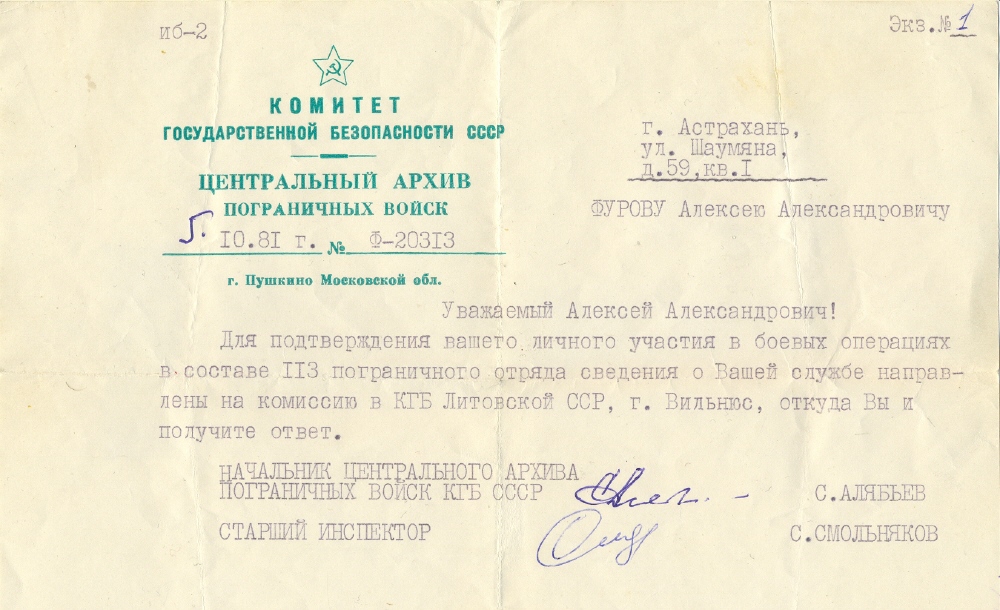 иб-2
Экз.№ 1
КОМИТЕТ
ГОСУДАРСТВЕННОЙ БЕЗОПАСНОСТИ СССР
ЦЕНТРАЛЬНЫЙ АРХИВ
ПОГРАНИЧНЫХ ВОЙСК
5. 10.81 г. № Ф-20313
г. Пушкино Московской обл.
г. Астрахань,
ул. Шаумяна,
д.59,кв.I
ФУРОВУ Алексею Александровичу
Уважаемый Алексей Александрович!
Для подтверждения вашего личного участия в боевых операциях
в составе II3 пограничного отряда сведения о Вашей службе направ-
лены на комиссию в КГБ Литовской ССР, г. Вильнюс, откуда Вы и
получите ответ.
НАЧАЛЬНИК ЦЕНТРАЛЬНОГО АРХИВА
ПОГРАНИЧНЫХ ВОЙСК КГБ СССР С.АЛЯБЬЕВ
СТАРШИЙ ИНСПЕКТОР С.СМОЛЬНЯКОВ